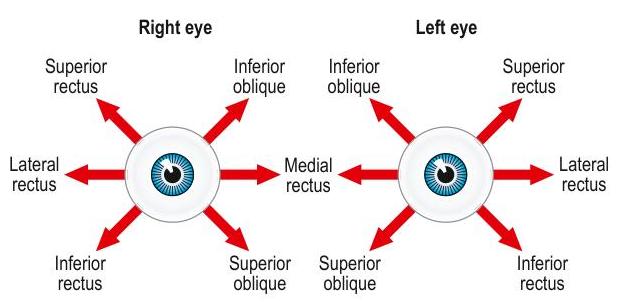 Right eye
Left eye
Superior
rectus
Inferior
oblique
Inferior
oblique
Superior
rectus
Lateral
rectus
Medial
rectus
Lateral
rectus
Inferior
rectus
Superior
oblique
Superior
oblique
Inferior
rectus